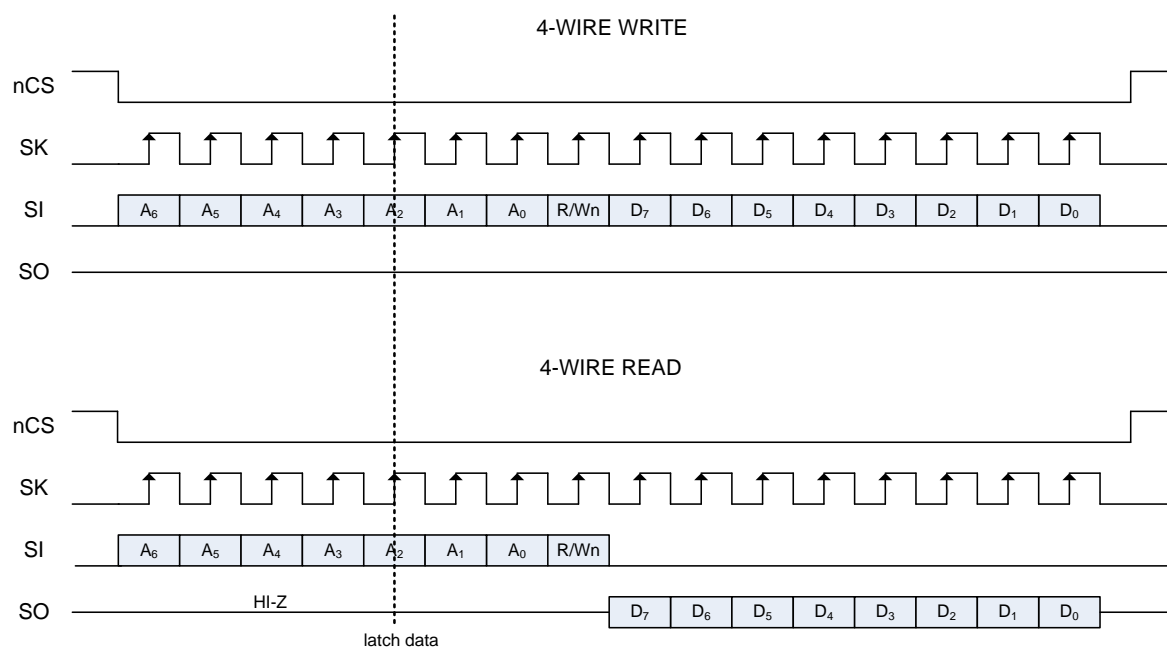 4-WIRE WRITE
nCS
SK
SI A₆ A₅ A₄ A₃ A₂ A₁ A₀ R/Wn D₇ D₆ D₅ D₄ D₃ D₂ D₁ D₀
SO
4-WIRE READ
nCS
SK
SI A₆ A₅ A₄ A₃ A₂ A₁ A₀ R/Wn
SO HI-Z D₇ D₆ D₅ D₄ D₃ D₂ D₁ D₀
latch data